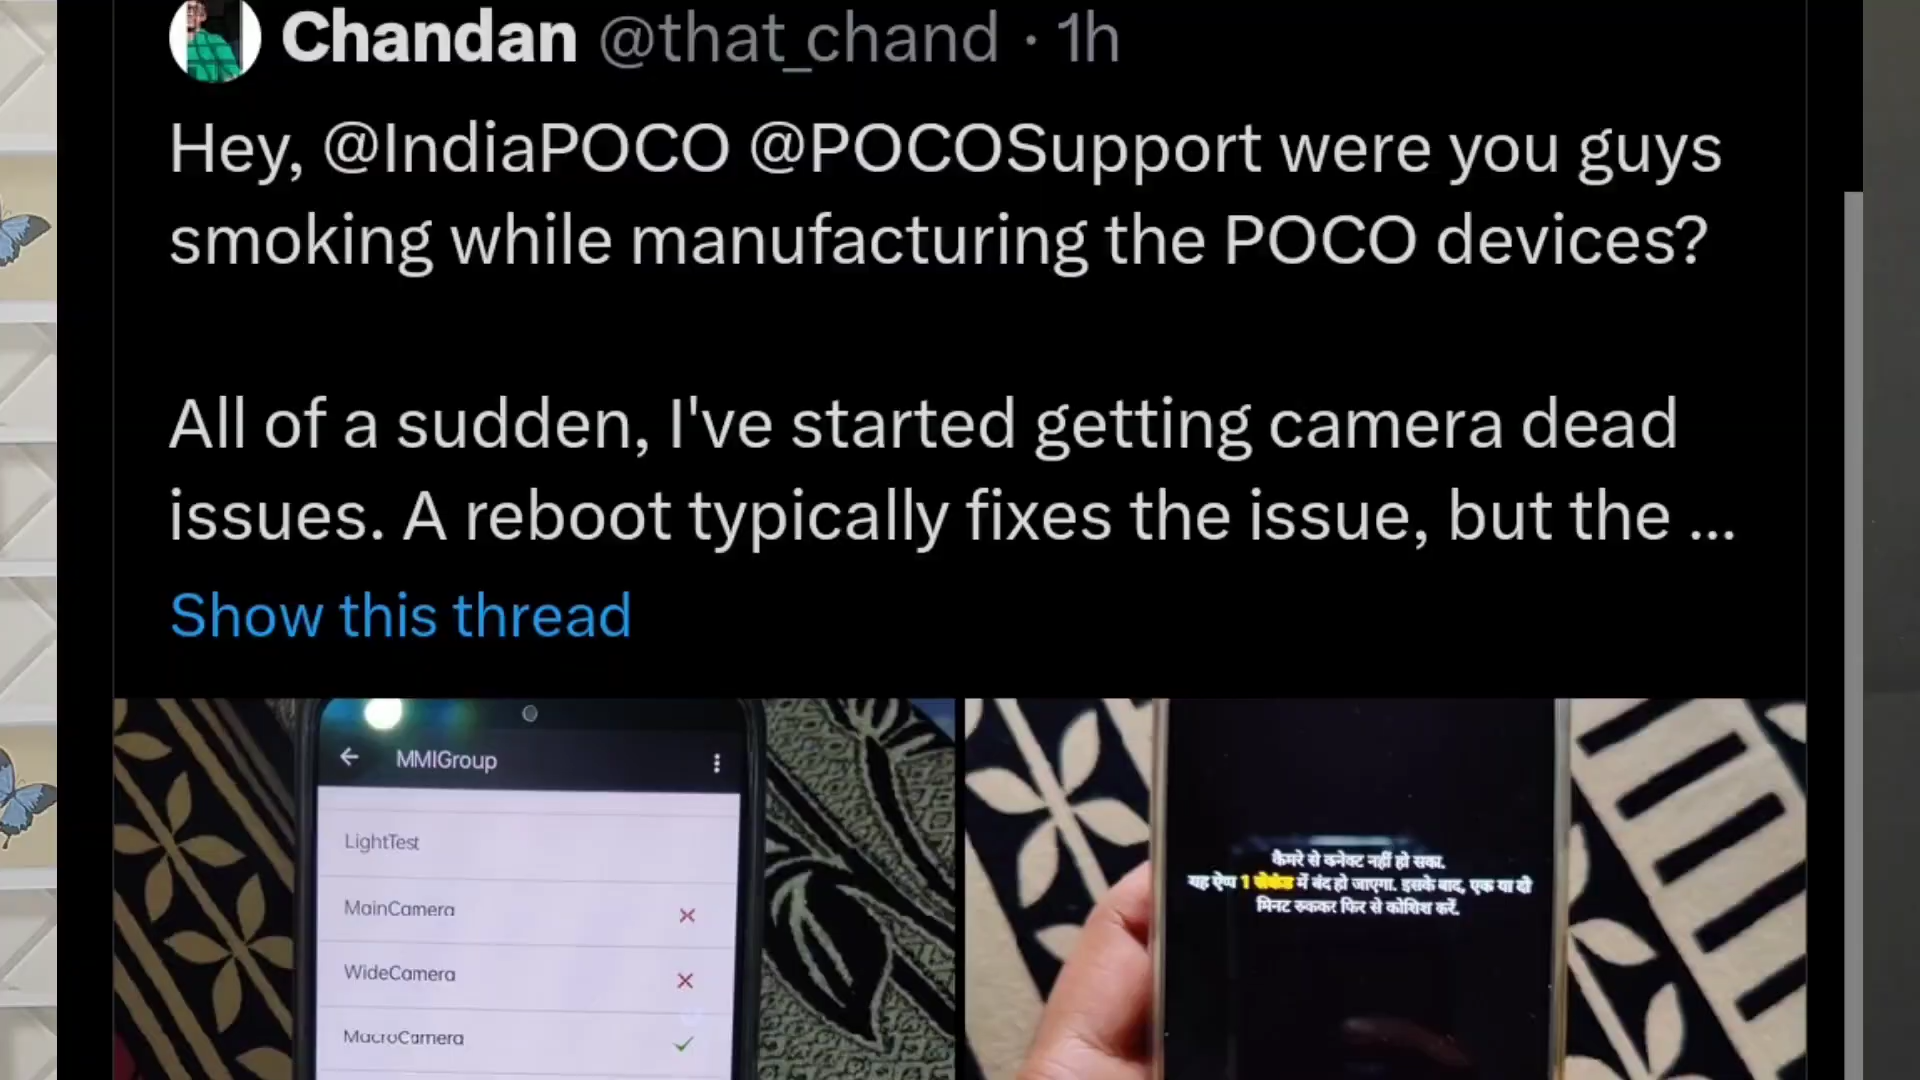 Chandan @that_chand · 1h
Hey, @IndiaPOCO @POCOSupport were you guys
smoking while manufacturing the POCO devices?
All of a sudden, I've started getting camera dead
issues. A reboot typically fixes the issue, but the ...
Show this thread
MMIGroup
LightTest
MainCamera
WideCamera
MacroCamera
कैमरे से कनेक्ट नहीं हो सका.
यह ऐप्प 1 सेकंड में बंद हो जाएगा. इसके बाद, एक या दो
मिनट रुककर फिर से कोशिश करें.